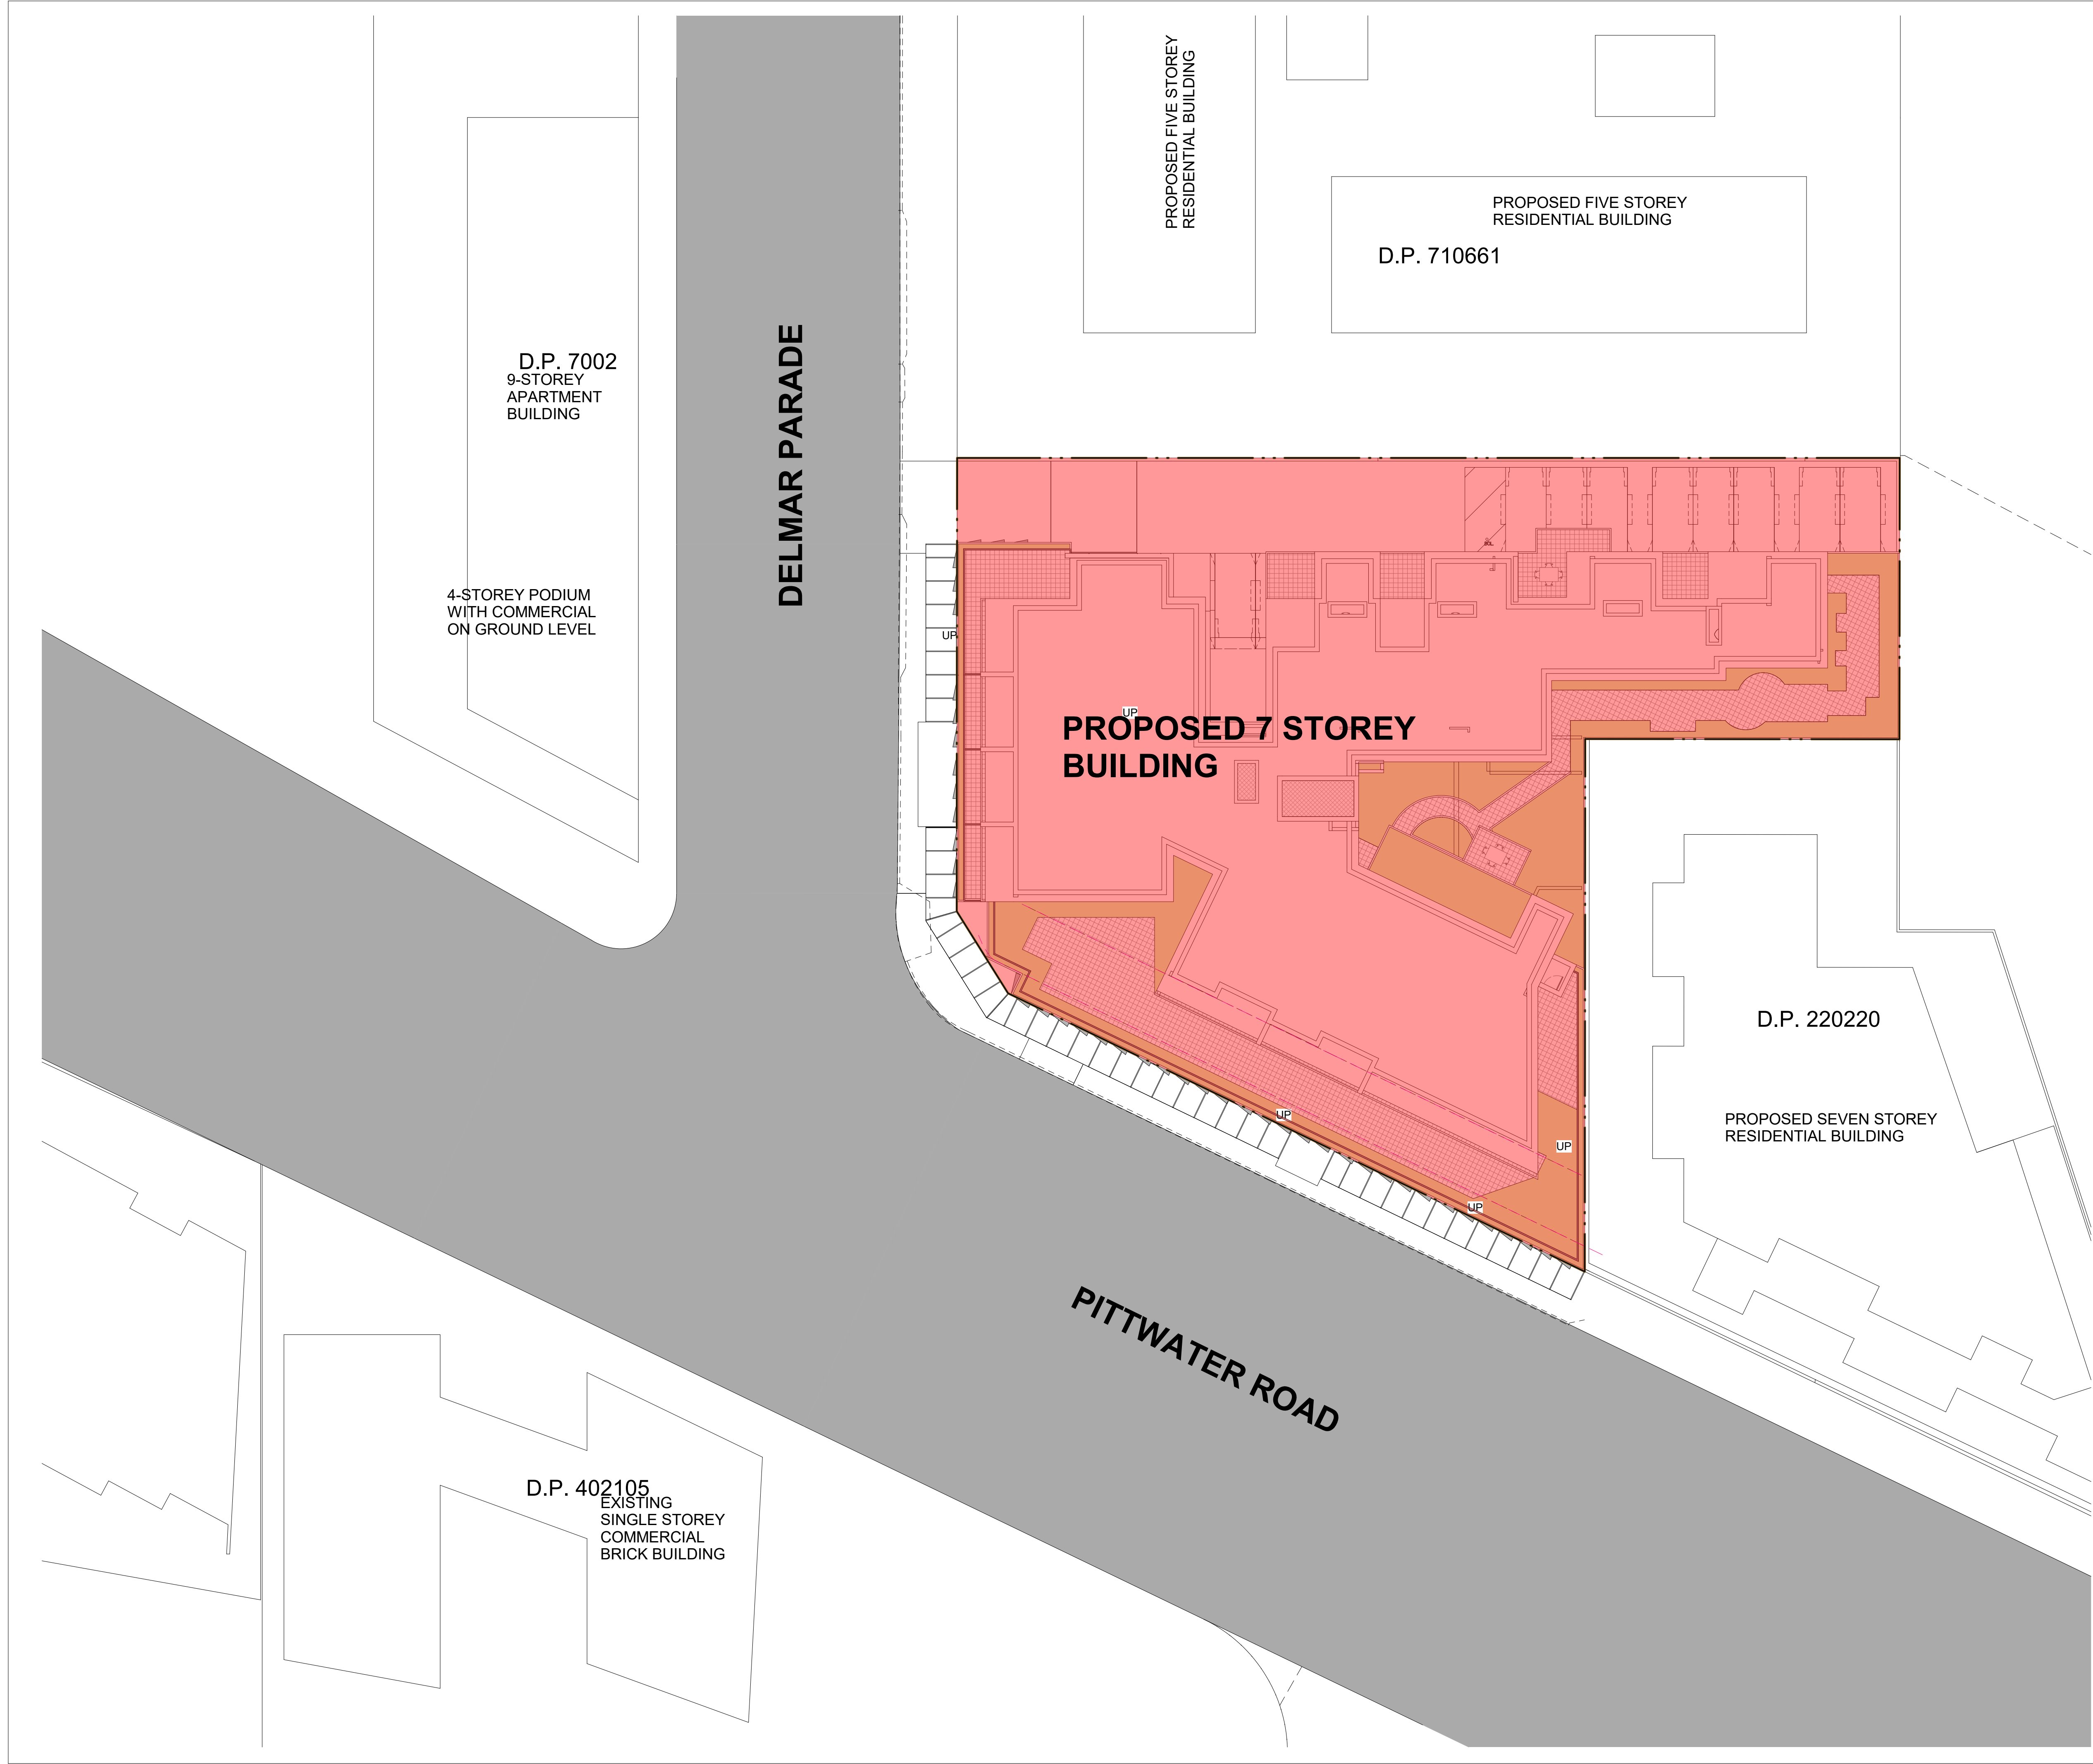 PROPOSED FIVE STOREY
RESIDENTIAL BUILDING
PROPOSED FIVE STOREY
RESIDENTIAL BUILDING
D.P. 710661
D.P. 7002
9-STOREY
APARTMENT
BUILDING
DELMAR PARADE
4-STOREY PODIUM
WITH COMMERCIAL
ON GROUND LEVEL
UP
UP
PROPOSED 7 STOREY
BUILDING
D.P. 220220
PROPOSED SEVEN STOREY
RESIDENTIAL BUILDING
UP
UP
UP
PITTWATER ROAD
D.P. 402105
EXISTING
SINGLE STOREY
COMMERCIAL
BRICK BUILDING